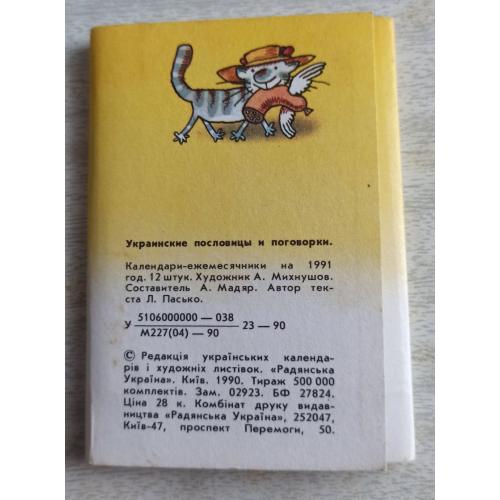 Украинские пословицы и поговорки.
Календари-ежемесячники на 1991
год. 12 штук. Художник А. Михнушов.
Составитель А. Мадяр. Автор тек-
ста Л. Пасько.
У 5106000000 — 038
М227(04) — 90 23 — 90
© Редакція українських календа-
рів і художніх листівок. «Радянська
Україна». Київ. 1990. Тираж 500 000
комплектів. Зам. 02923. БФ 27824.
Ціна 28 к. Комбінат друку видав-
ництва «Радянська Україна», 252047,
Київ-47, проспект Перемоги, 50.